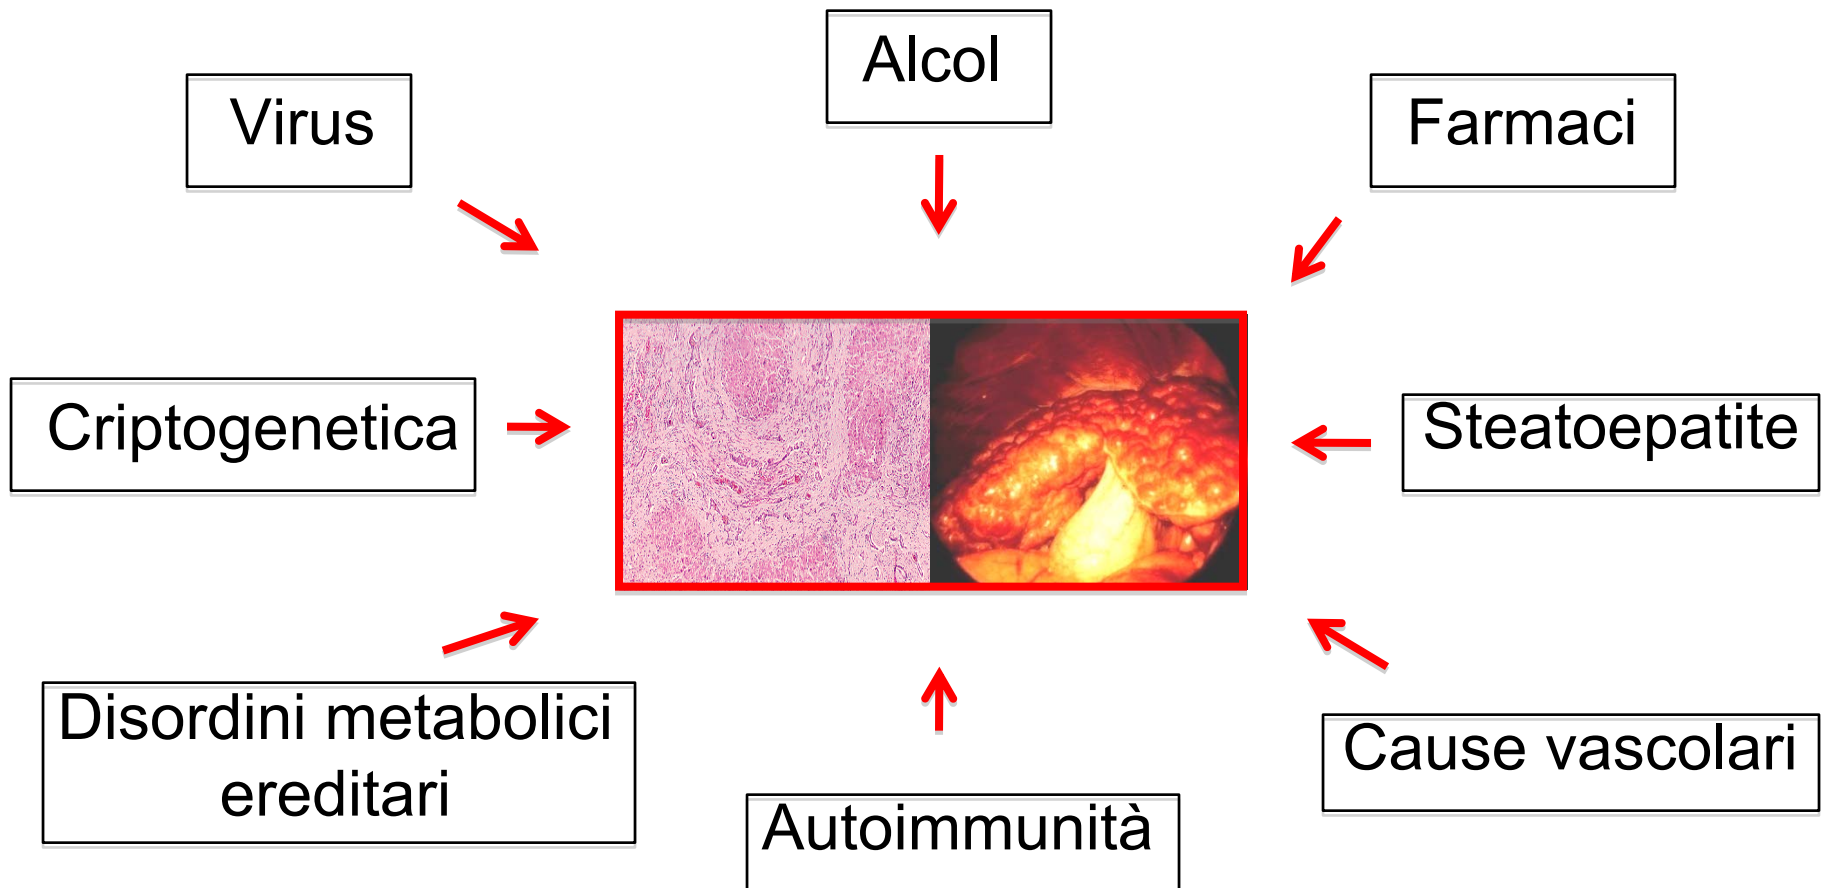 Alcol
Virus
Farmaci
Criptogenetica
Steatoepatite
Disordini metabolici
ereditari
Cause vascolari
Autoimmunità